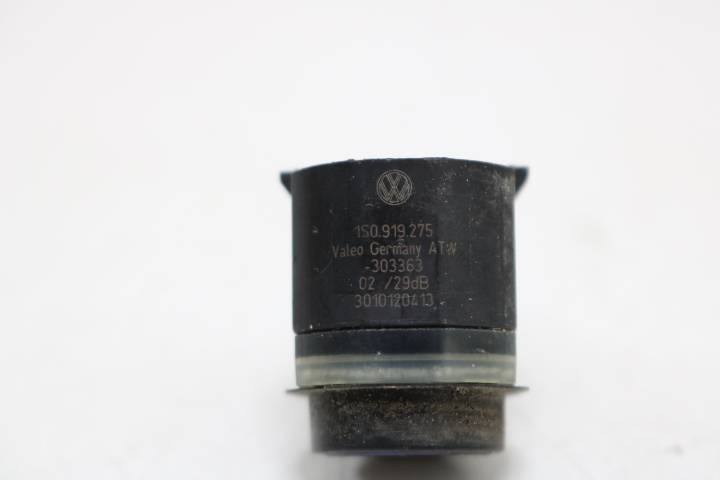 1S0.919.275
Valeo Germany ATW
-303363
02 /29dB
3010120413